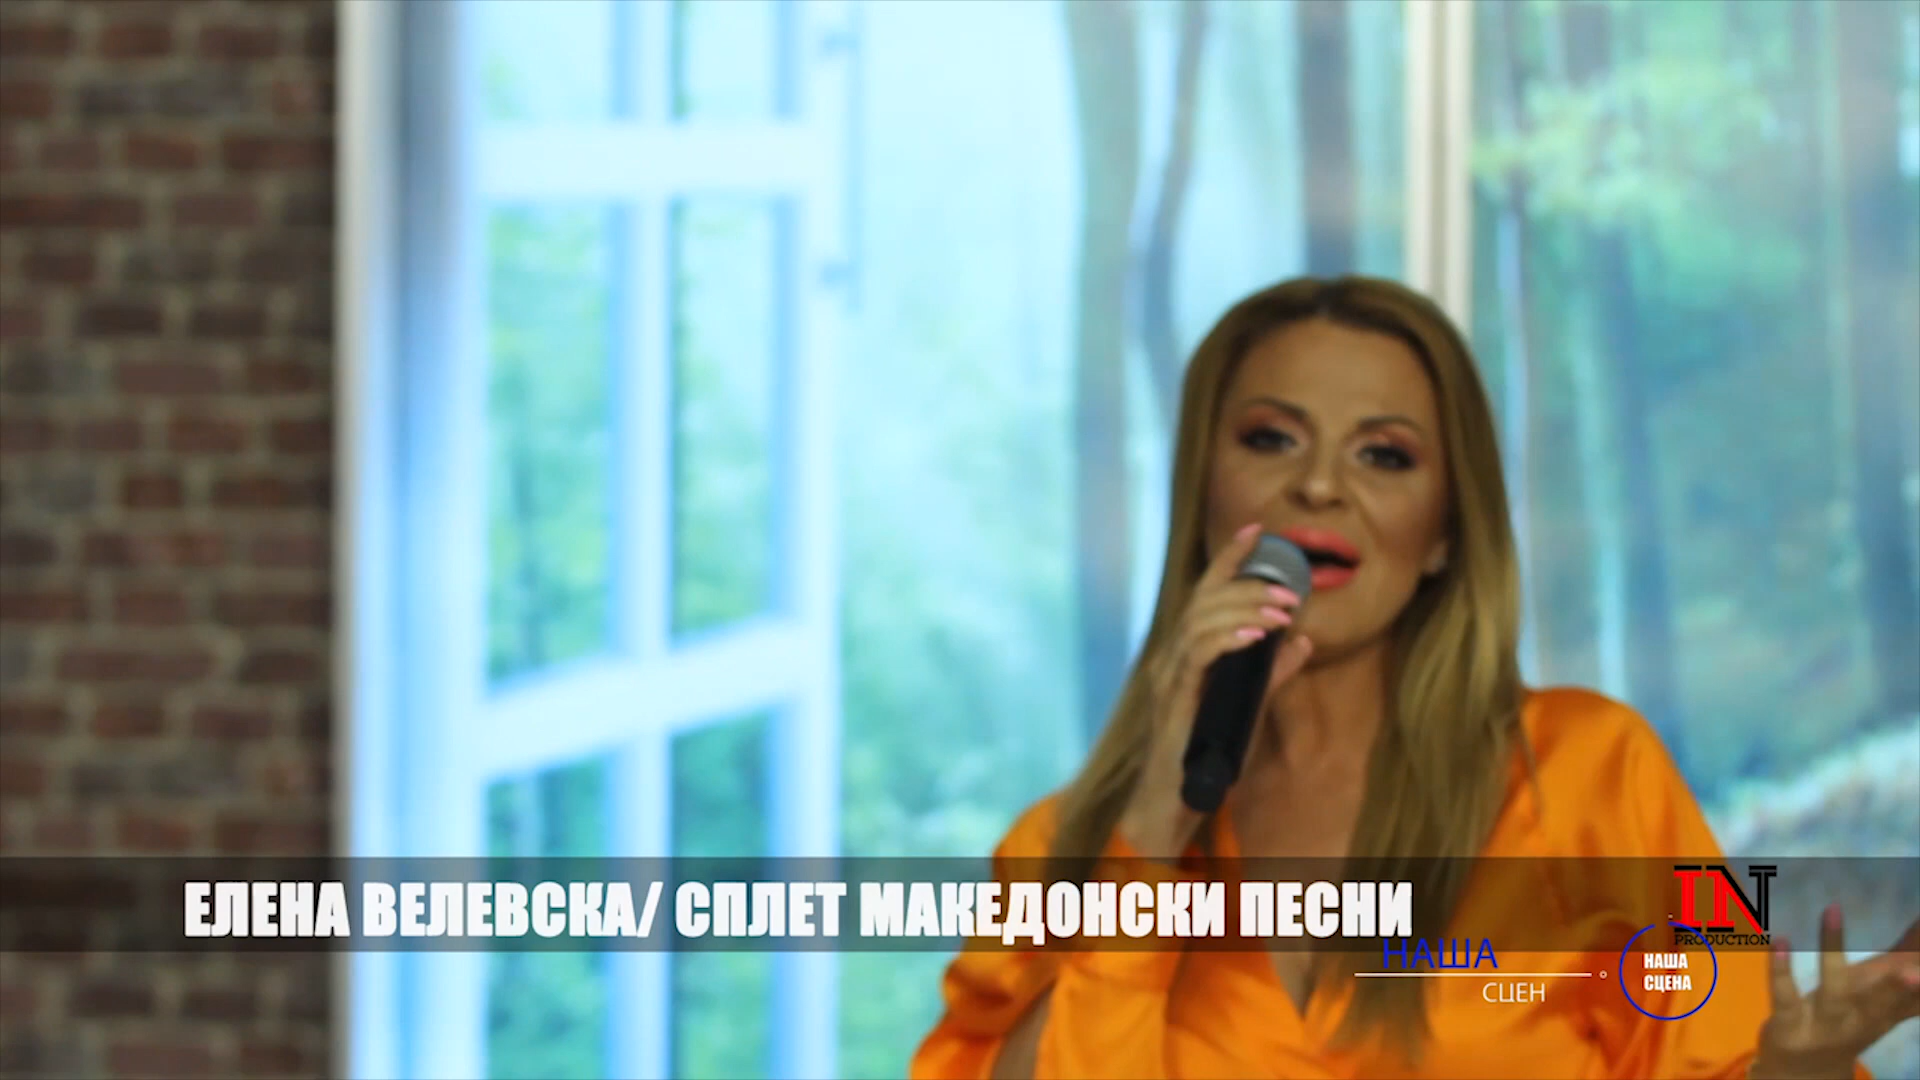 ЕЛЕНА ВЕЛЕВСКА/ СПЛЕТ МАКЕДОНСКИ ПЕСНИ
IN
PRODUCTION
НАША
СЦЕН
НАША
СЦЕНА